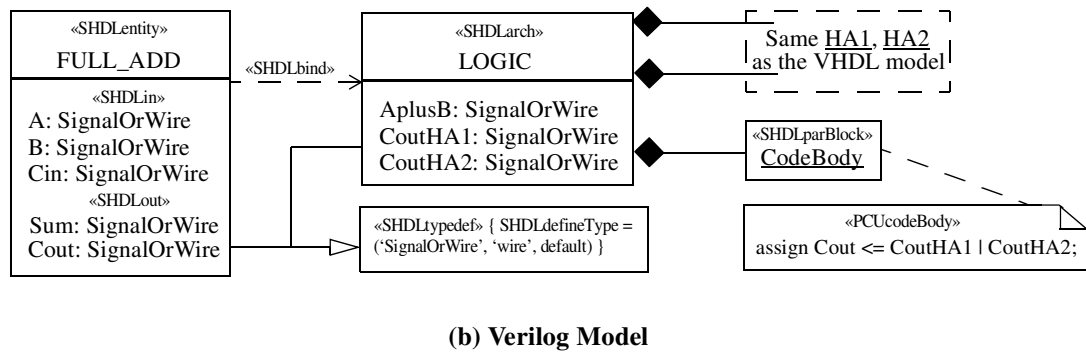 «SHDLentity»
FULL_ADD
«SHDLin»
A: SignalOrWire
B: SignalOrWire
Cin: SignalOrWire
«SHDLout»
Sum: SignalOrWire
Cout: SignalOrWire
«SHDLbind»
«SHDLarch»
LOGIC
AplusB: SignalOrWire
CoutHA1: SignalOrWire
CoutHA2: SignalOrWire
«SHDLtypedef» { SHDLdefineType =
(‘SignalOrWire’, ‘wire’, default) }
Same HA1, HA2
as the VHDL model
«SHDLparBlock»
CodeBody
«PCUcodeBody»
assign Cout <= CoutHA1 | CoutHA2;
(b) Verilog Model